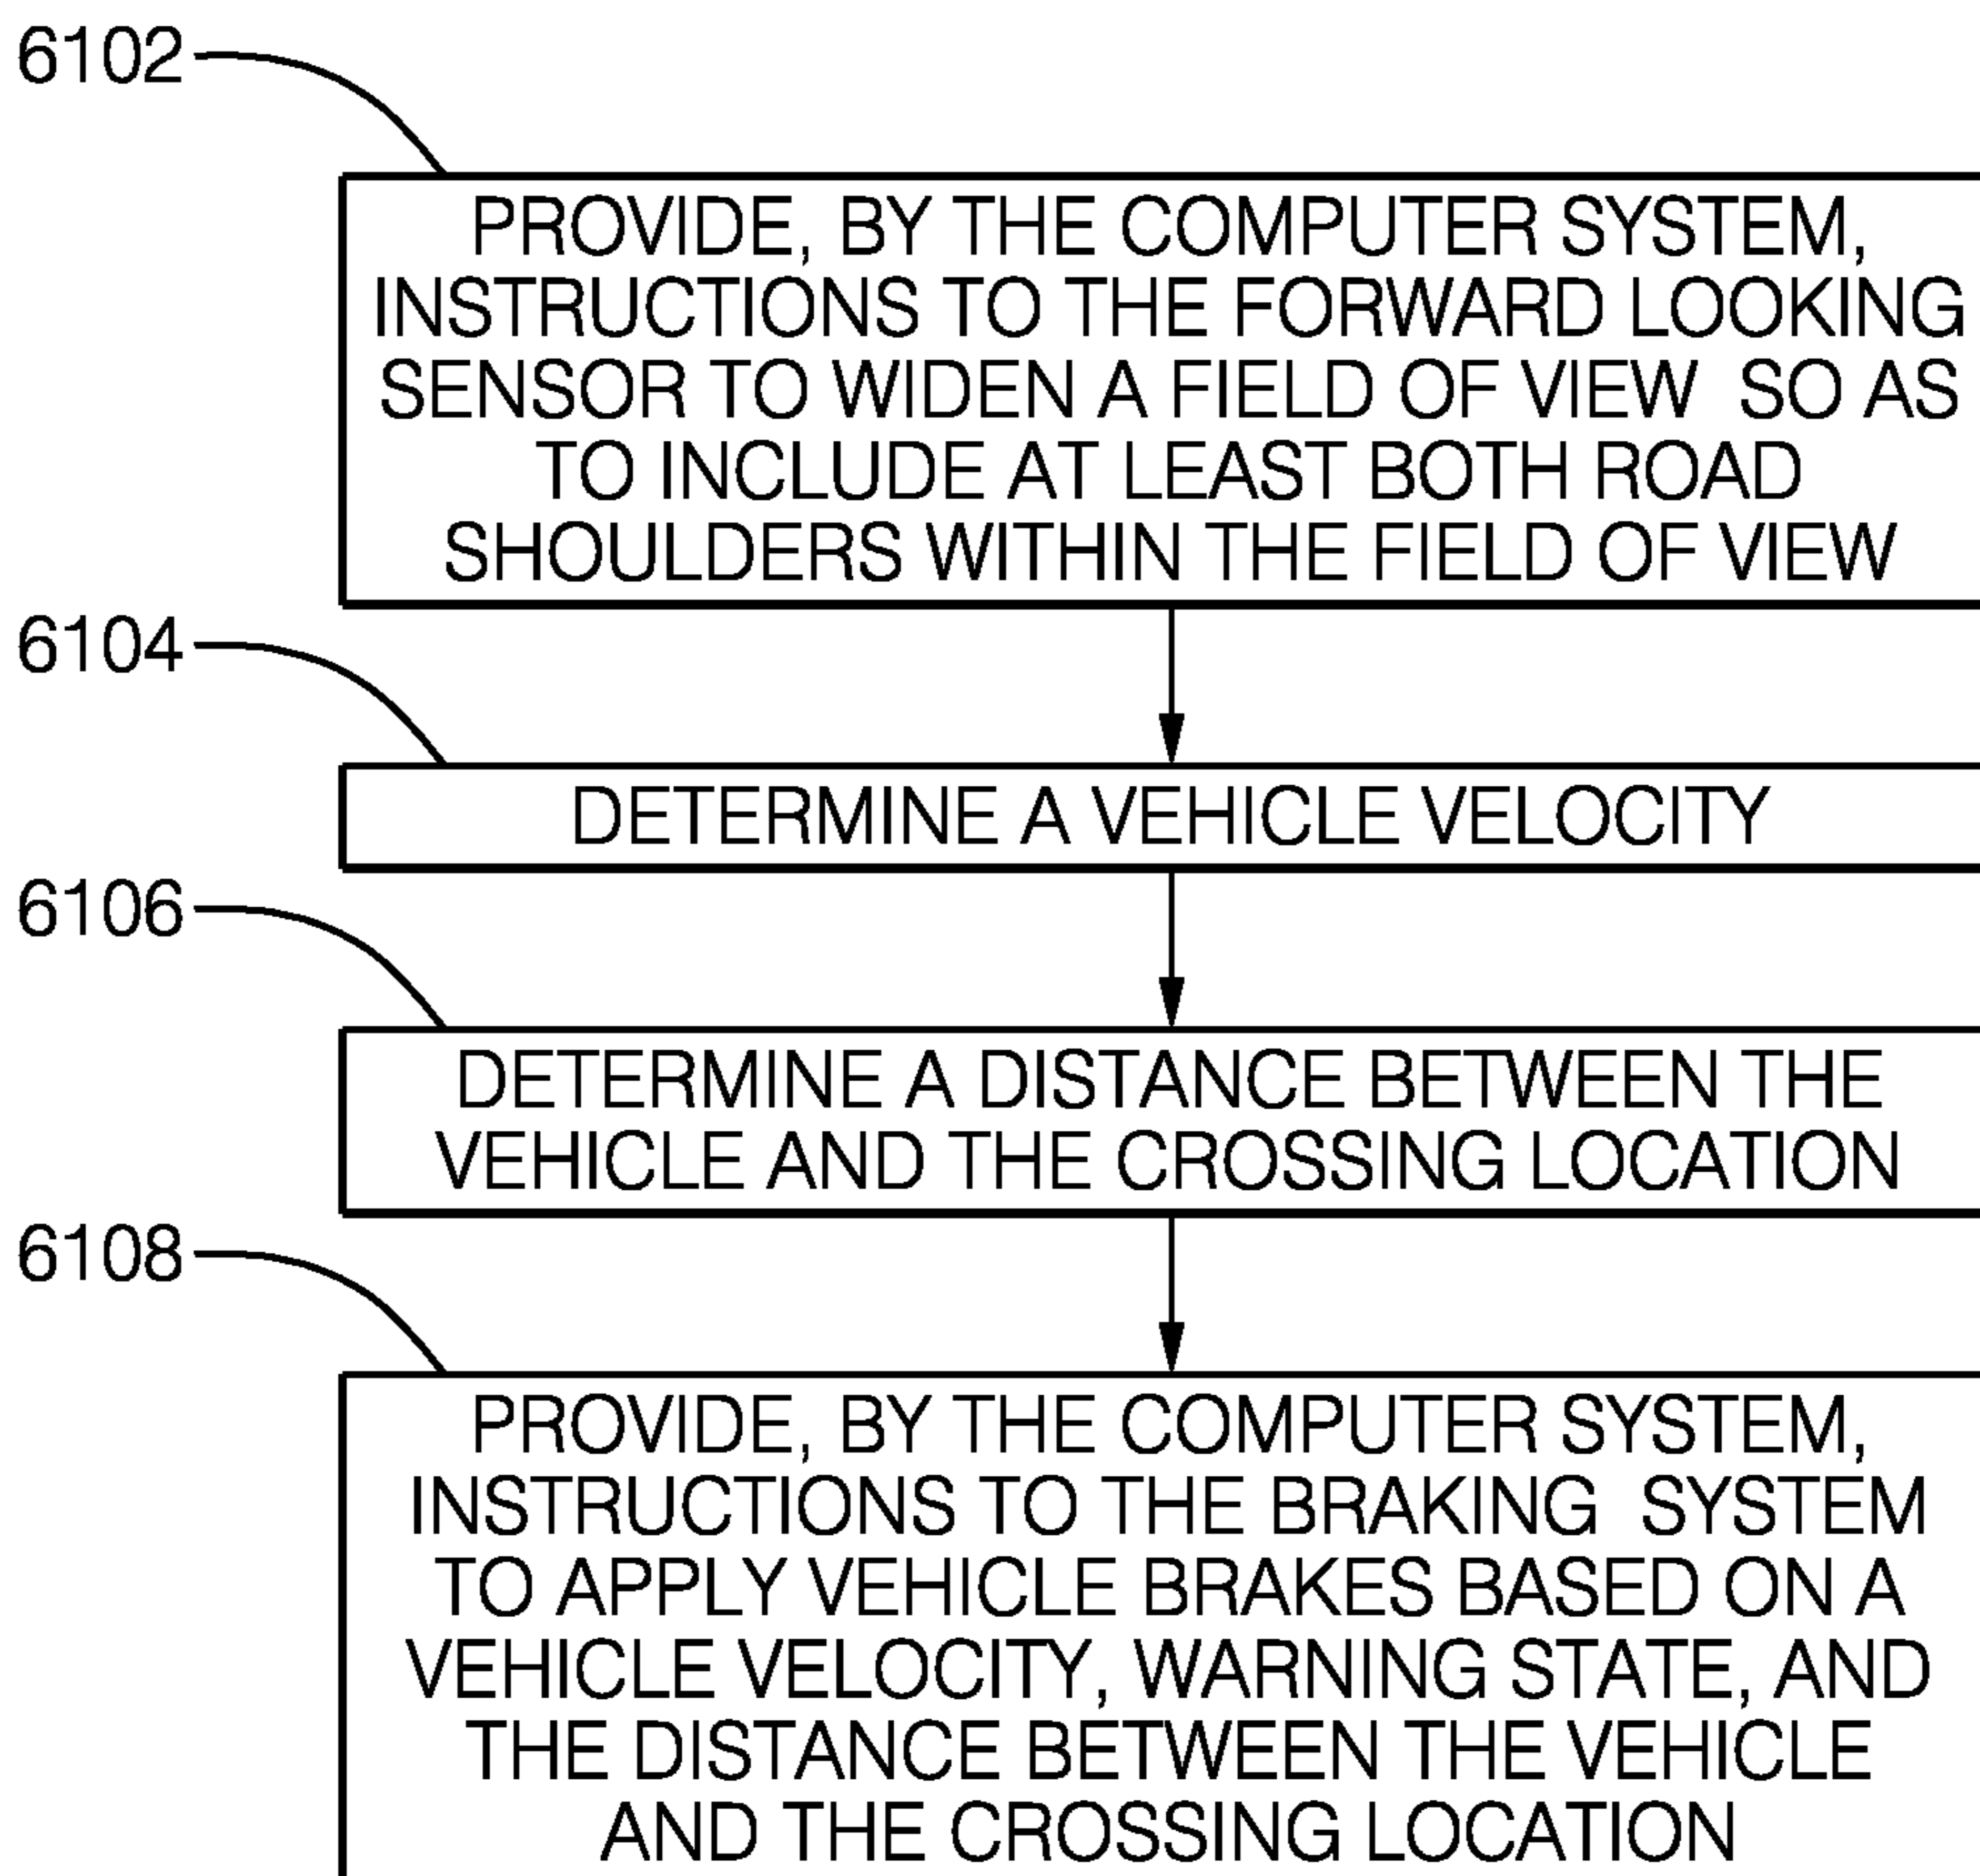 6102
PROVIDE, BY THE COMPUTER SYSTEM,
INSTRUCTIONS TO THE FORWARD LOOKING
SENSOR TO WIDEN A FIELD OF VIEW SO AS
TO INCLUDE AT LEAST BOTH ROAD
SHOULDERS WITHIN THE FIELD OF VIEW
6104
DETERMINE A VEHICLE VELOCITY
6106
DETERMINE A DISTANCE BETWEEN THE
VEHICLE AND THE CROSSING LOCATION
6108
PROVIDE, BY THE COMPUTER SYSTEM,
INSTRUCTIONS TO THE BRAKING SYSTEM
TO APPLY VEHICLE BRAKES BASED ON A
VEHICLE VELOCITY, WARNING STATE, AND
THE DISTANCE BETWEEN THE VEHICLE
AND THE CROSSING LOCATION